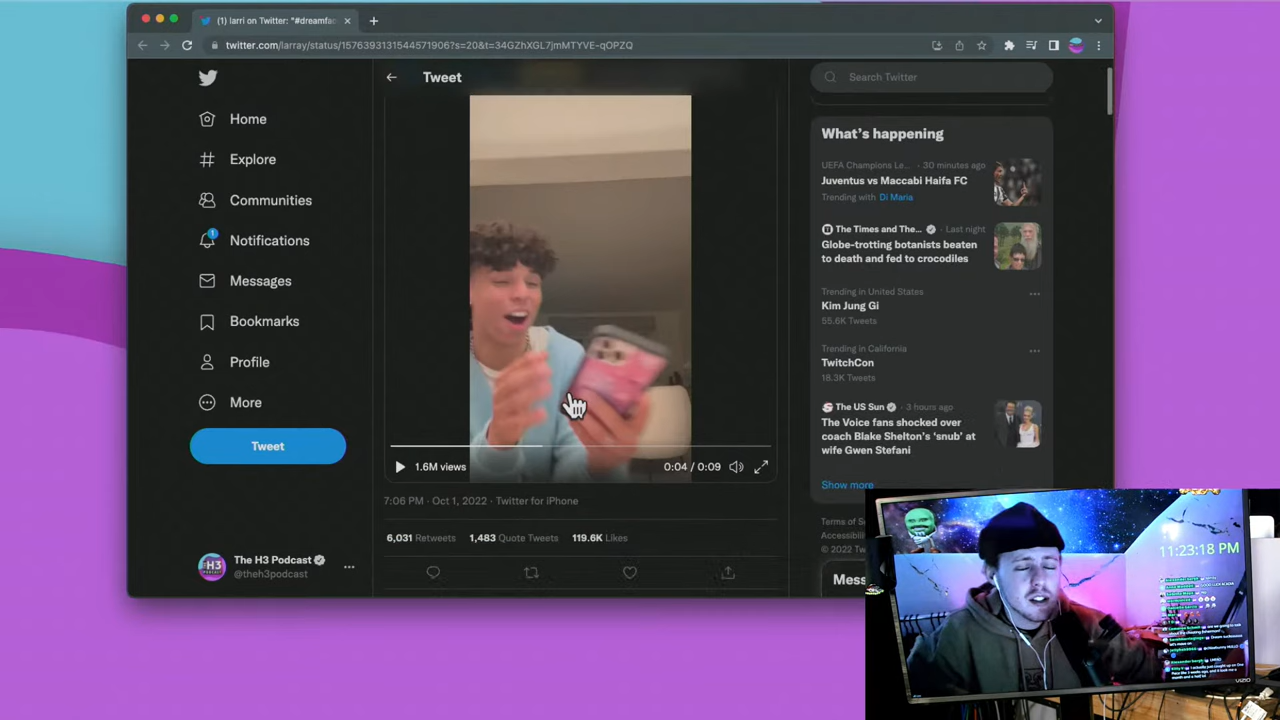 (1) larri on Twitter: "#dreamfa
twitter.com/larray/status/1576393131544571906?s=20&t=34GZhXGL7jmMTYVE-qOPZQ
Tweet
Search Twitter
Home
Explore
Communities
1
Notifications
Messages
Bookmarks
Profile
More
Tweet
The H3 Podcast
@theh3podcast
1.6M views
0:04 / 0:09
7:06 PM · Oct 1, 2022 · Twitter for iPhone
6,031 Retweets 1,483 Quote Tweets 119.6K Likes
What's happening
UEFA Champions Le... · 30 minutes ago
Juventus vs Maccabi Haifa FC
Trending with Di Maria
The Times and The... · Last night
Globe-trotting botanists beaten
to death and fed to crocodiles
Trending in United States
Kim Jung Gi
55.6K Tweets
Trending in California
TwitchCon
18.3K Tweets
The US Sun · 3 hours ago
The Voice fans shocked over
coach Blake Shelton's 'snub' at
wife Gwen Stefani
Show more
Terms of S
Accessibili
© 2022 Tw
Mess
11:23:18 PM
VIZIO